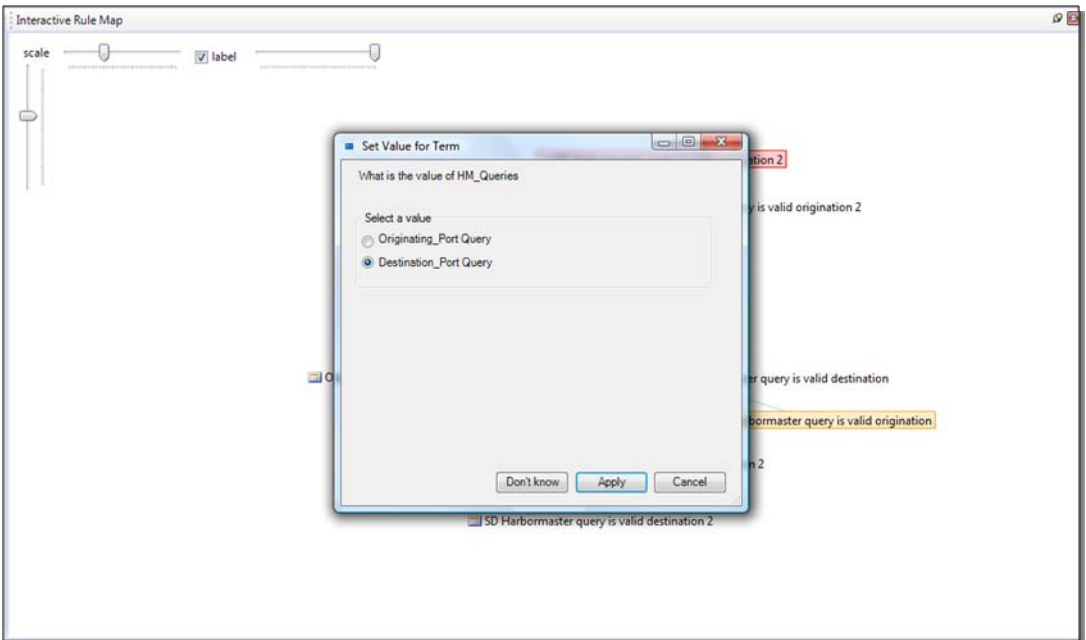 Interactive Rule Map
scale
label
Set Value for Term
ation 2
What is the value of HM_Queries
y is valid origination 2
Select a value
Originating_Port Query
Destination_Port Query
O
er query is valid destination
bormaster query is valid origination
n 2
Don't know Apply Cancel
SD Harbormaster query is valid destination 2